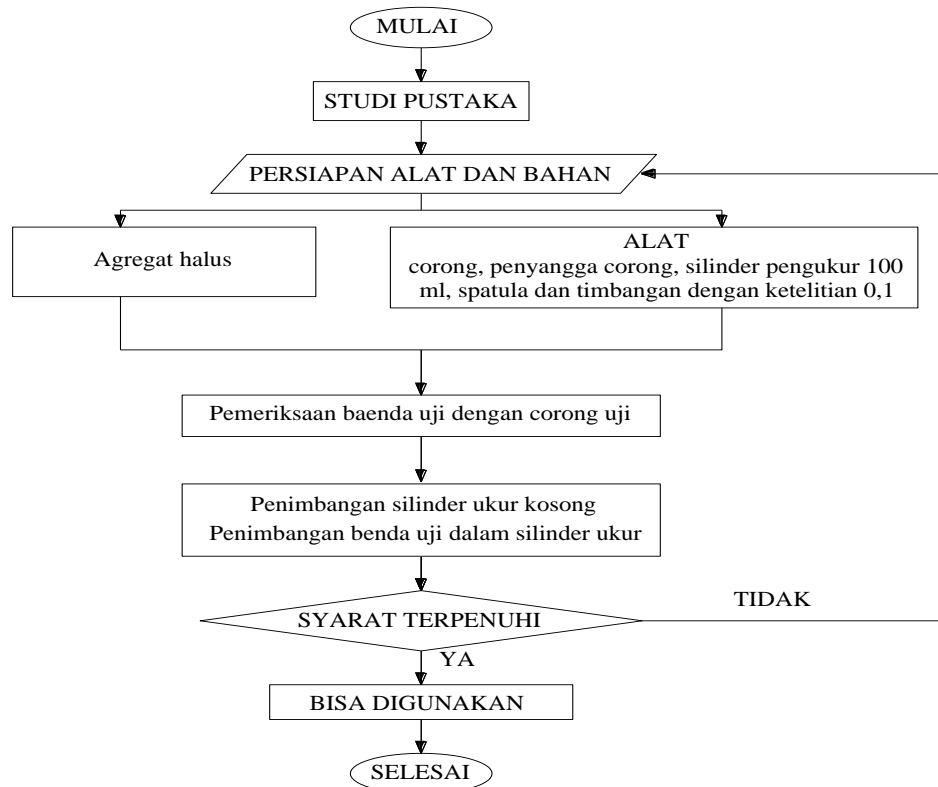 MULAI
STUDI PUSTAKA
PERSIAPAN ALAT DAN BAHAN
Agregat halus
ALAT
corong, penyangga corong, silinder pengukur 100
ml, spatula dan timbangan dengan ketelitian 0,1
Pemeriksaan baenda uji dengan corong uji
Penimbangan silinder ukur kosong
Penimbangan benda uji dalam silinder ukur
SYARAT TERPENUHI
TIDAK
YA
BISA DIGUNAKAN
SELESAI